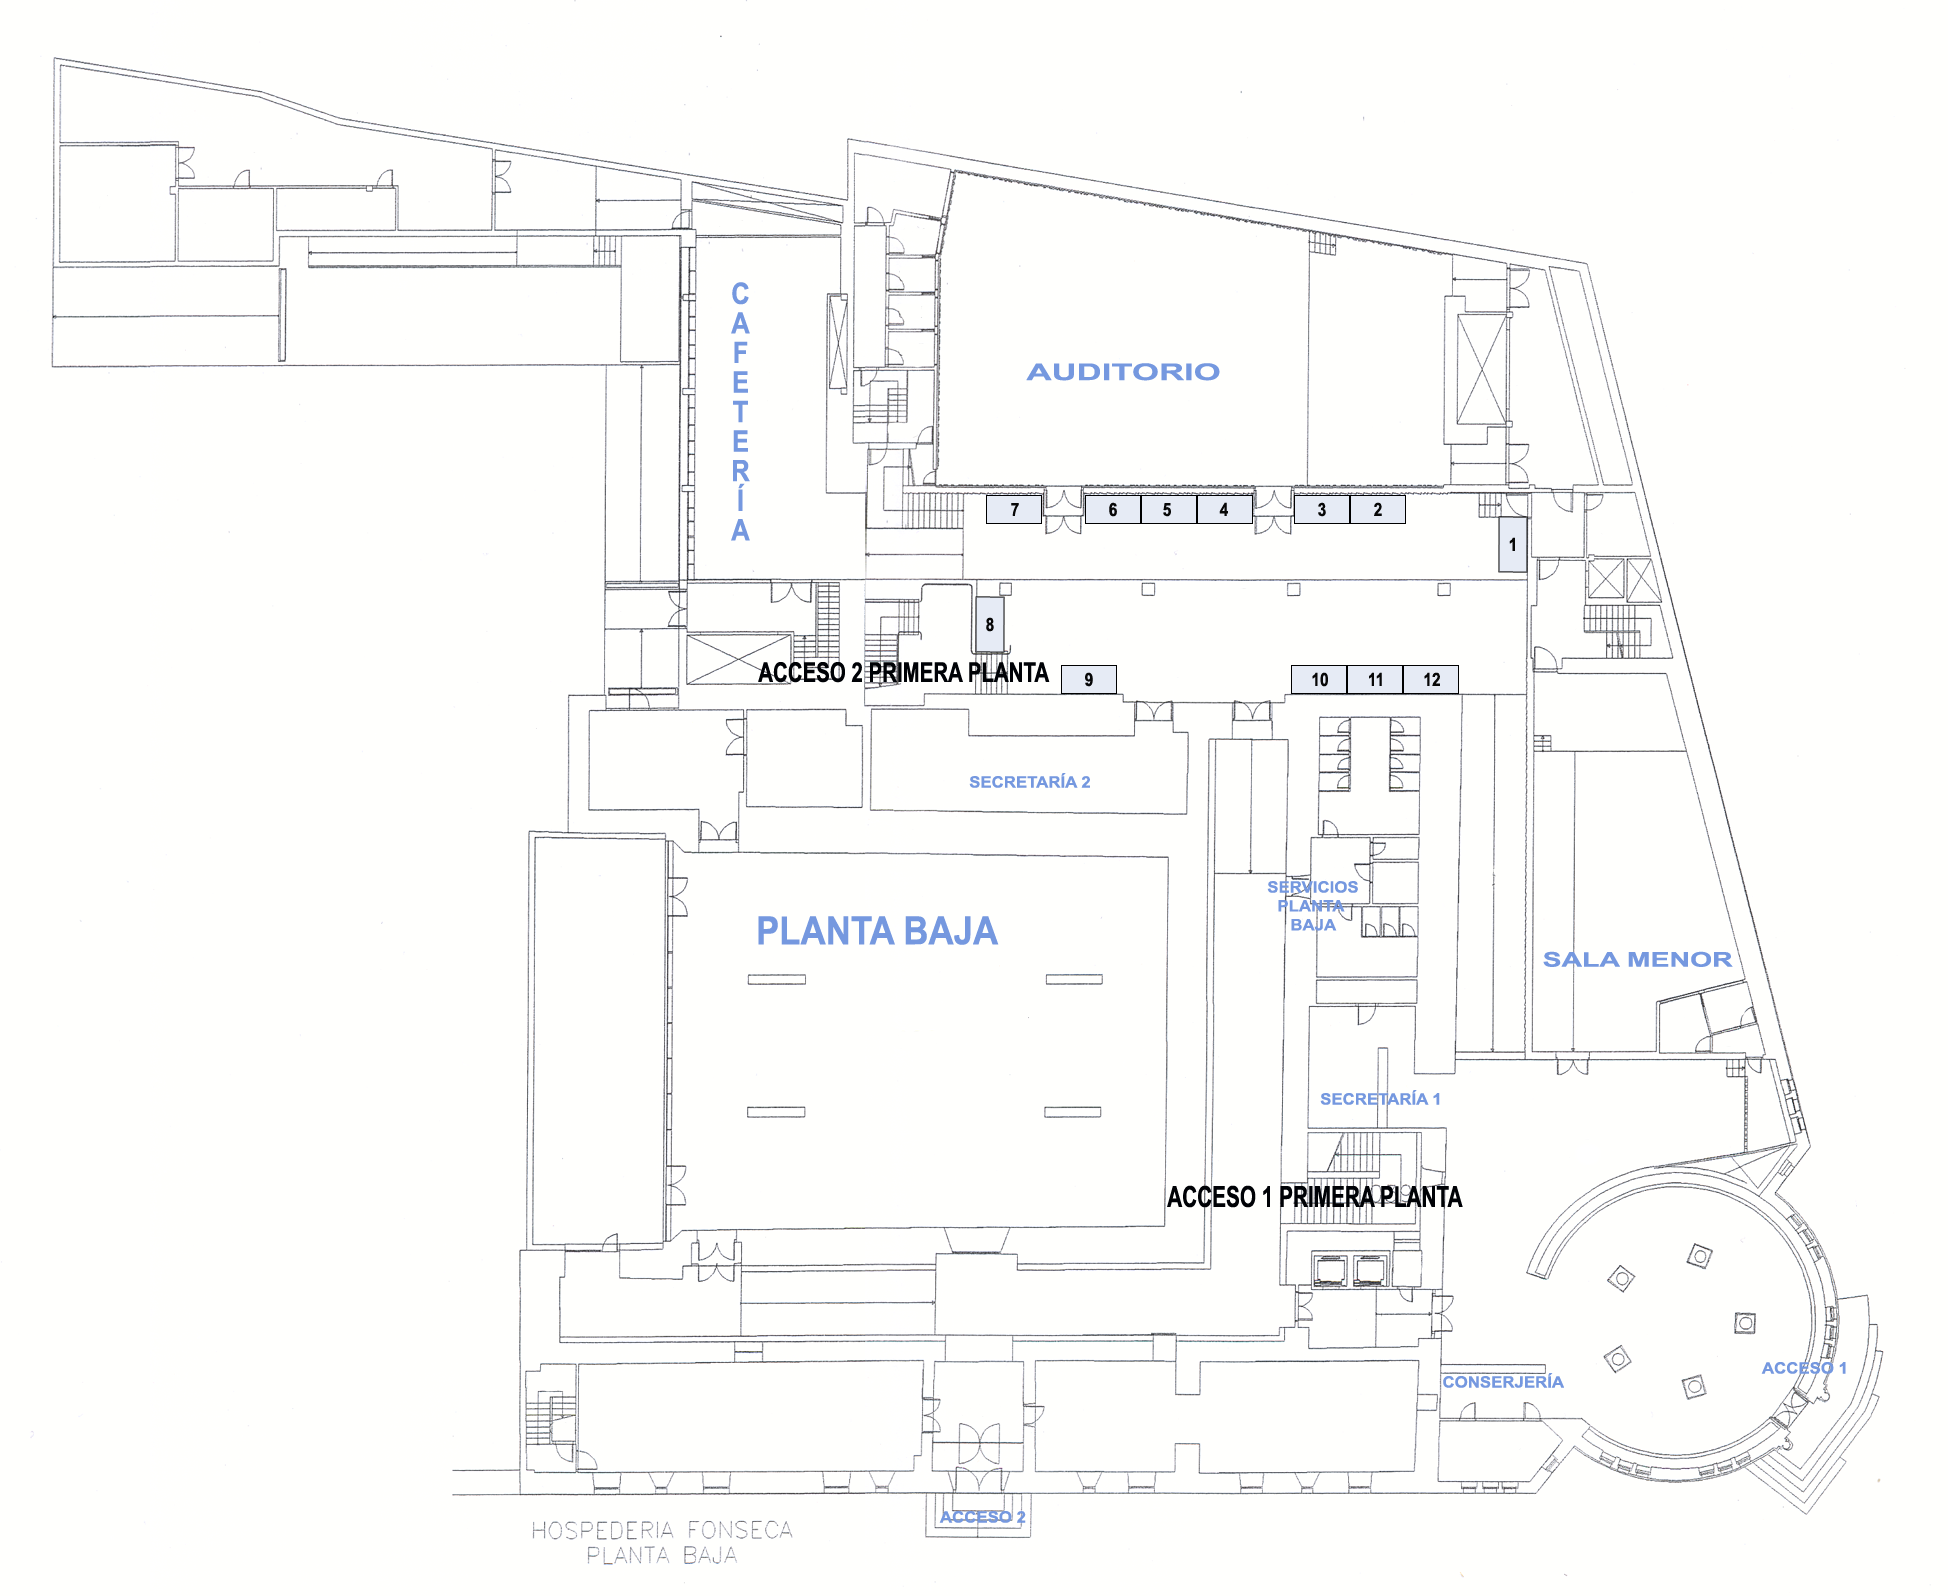 C
A
F
E
T
E
R
Í
A
AUDITORIO
7
6
5
4
3
2
1
8
ACCESO 2 PRIMERA PLANTA
9
10
11
12
SECRETARÍA 2
SERVICIOS
PLANTA
BAJA
PLANTA BAJA
SALA MENOR
SECRETARÍA 1
ACCESO 1 PRIMERA PLANTA
ACCESO 1
CONSERJERÍA
ACCESO 2
HOSPEDERIA FONSECA
PLANTA BAJA